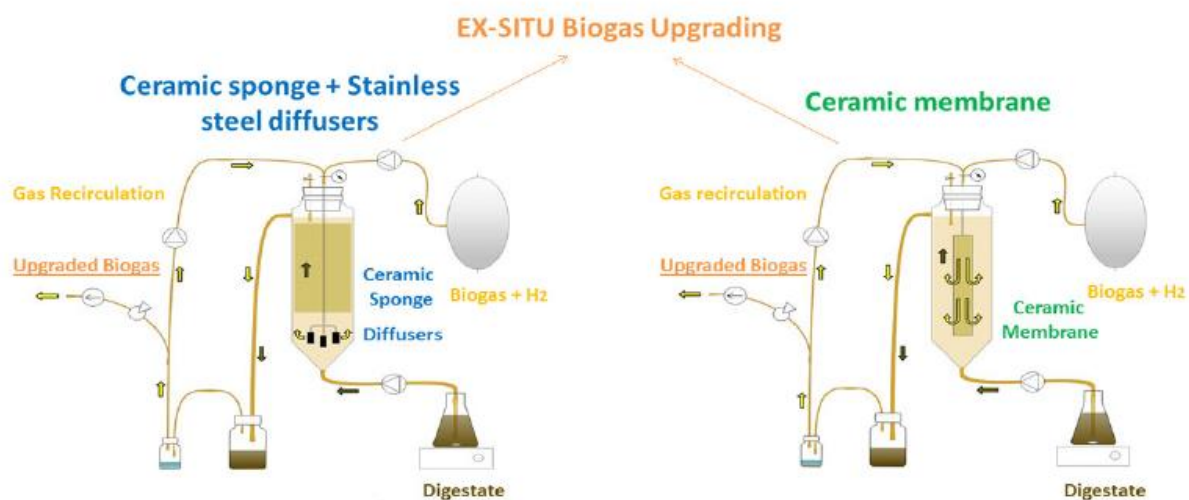 EX-SITU Biogas Upgrading
Ceramic sponge + Stainless
steel diffusers
Gas Recirculation
Upgraded Biogas
Ceramic
Sponge
Biogas + H2
Diffusers
Digestate
Ceramic membrane
Gas recirculation
Upgraded Biogas
Biogas + H2
Ceramic
Membrane
Digestate